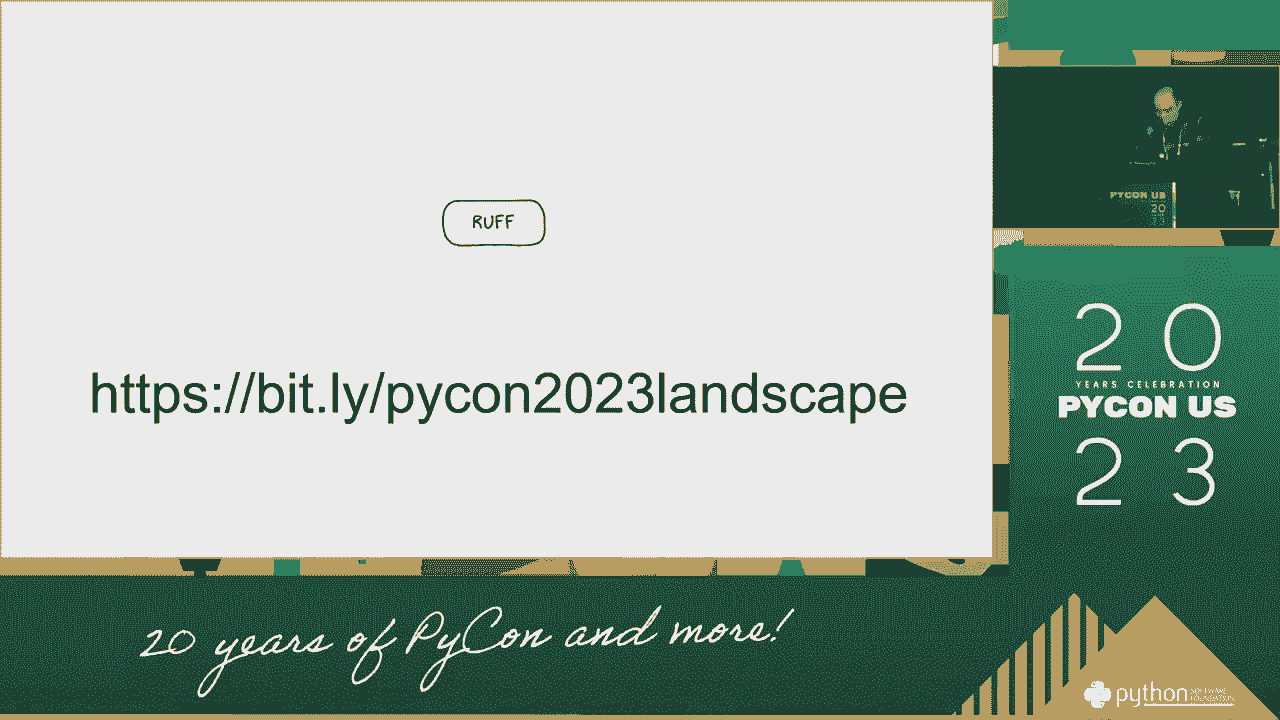 RUFF
https://bit.ly/pycon2023landscape
PYCON US
20
20
YEARS CELEBRATION
PYCON US
23
20 years of PyCon and more!
python SOFTWARE
FOUNDATION